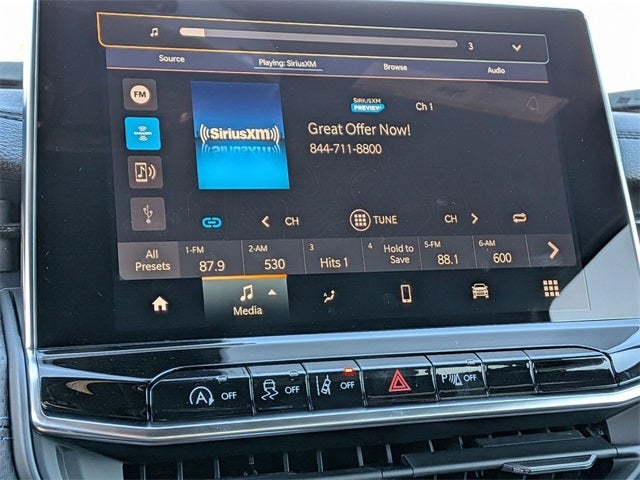 3
Source
Playing: SiriusXM
Browse
Audio
FM
SIRIUSXM
((SiriusXM))
SIRIUSXM
PREVIEW
Ch 1
Great Offer Now!
844-711-8800
CH
TUNE
CH
All Presets
1-FM 87.9
2-AM 530
3 Hits 1
4 Hold to Save
5-FM 88.1
6-AM 600
Media
A OFF
OFF
OFF
P OFF